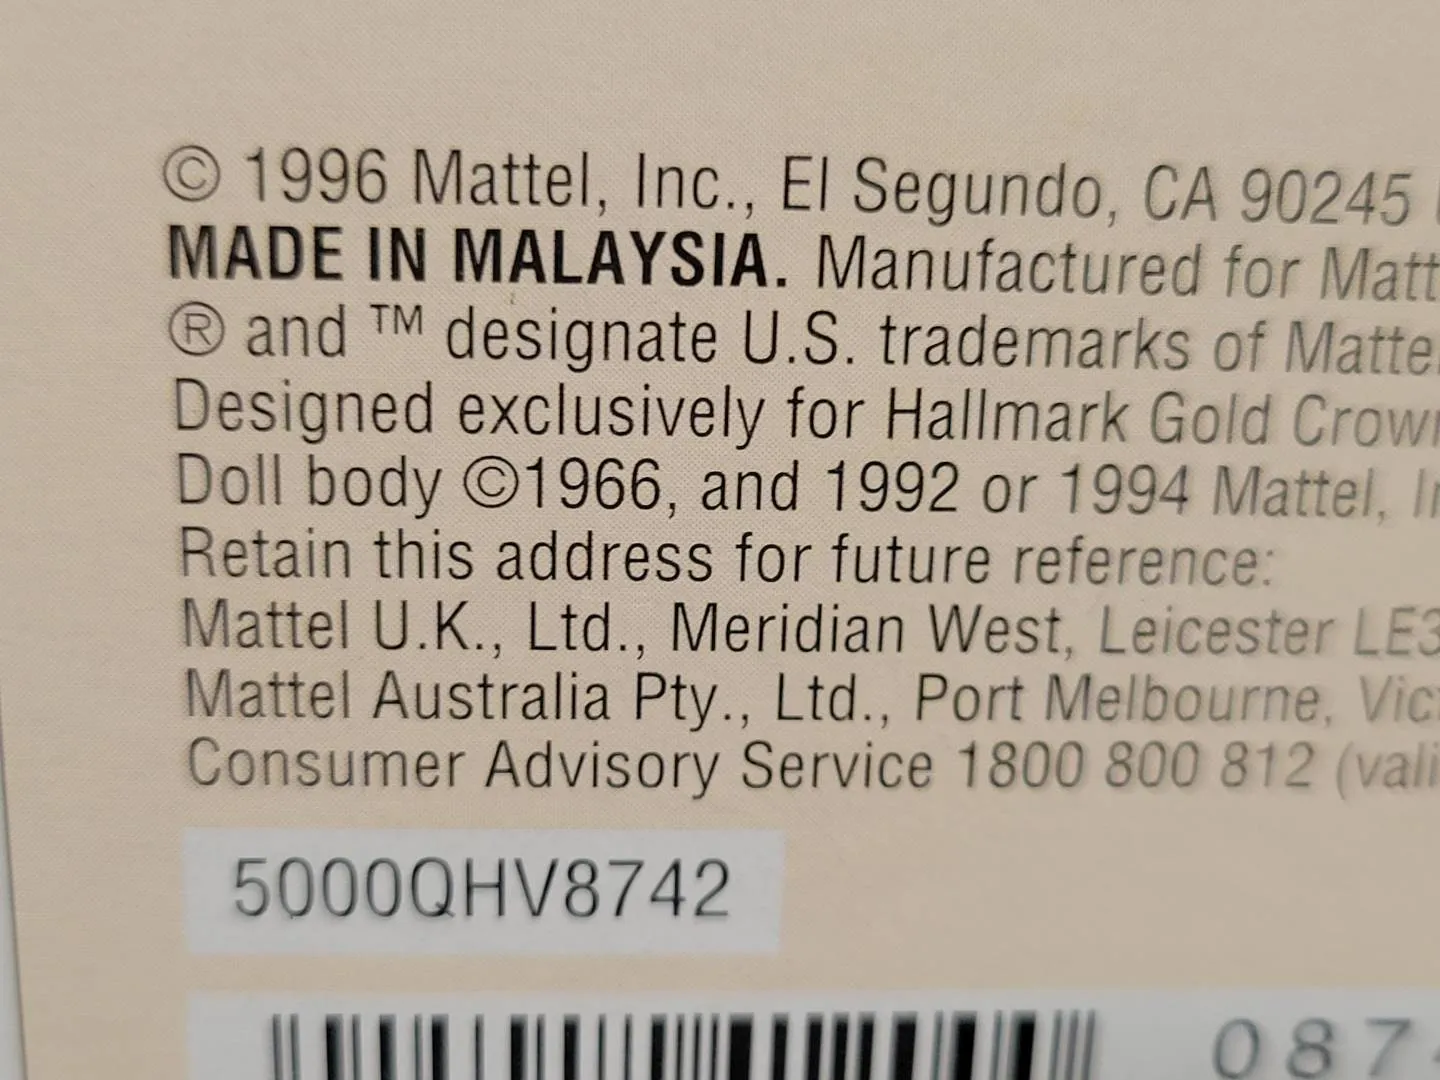 © 1996 Mattel, Inc., El Segundo, CA 90245
MADE IN MALAYSIA. Manufactured for Matt
® and ™ designate U.S. trademarks of Matte
Designed exclusively for Hallmark Gold Crown
Doll body ©1966, and 1992 or 1994 Mattel, In
Retain this address for future reference:
Mattel U.K., Ltd., Meridian West, Leicester LE3
Mattel Australia Pty., Ltd., Port Melbourne, Vic
Consumer Advisory Service 1800 800 812 (vali
5000QHV8742
087